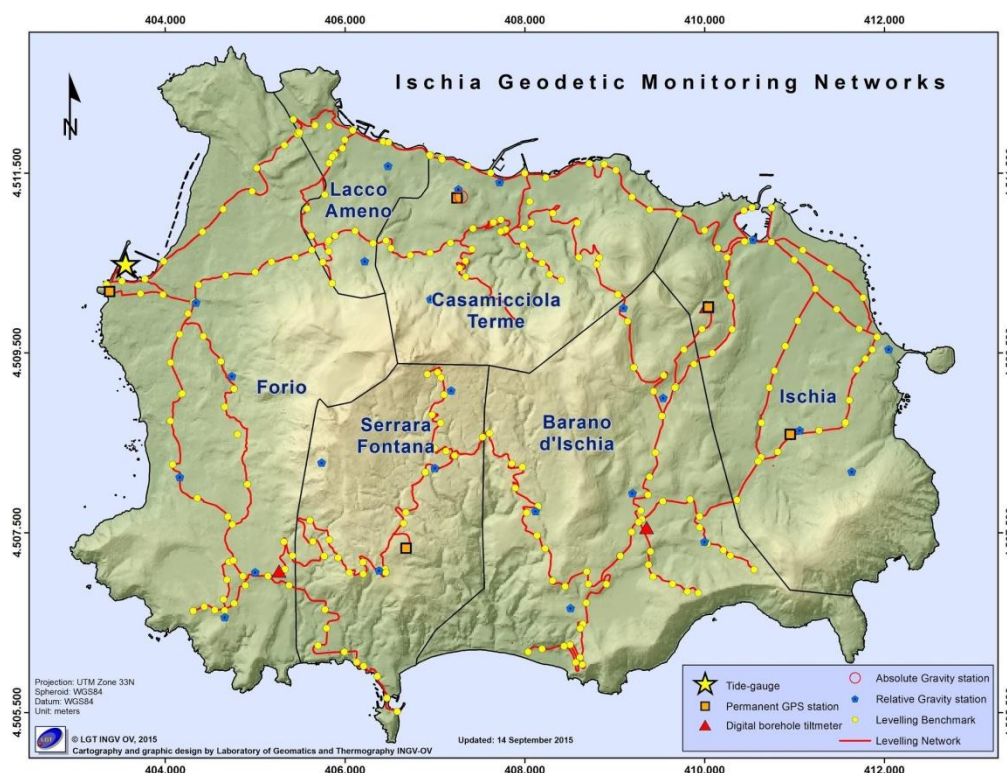 404.000 406.000 408.000 410.000 412.000
Ischia Geodetic Monitoring Networks
N
4.511.500
4.509.500
4.507.500
4.505.500
Lacco
Ameno
Casamicciola
Terme
Forio
Serrara
Fontana
Barano
d'Ischia
Ischia
Projection: UTM Zone 33N
Spheroid: WGS84
Datum: WGS84
Unit: meters
LGT
© LGT INGV OV, 2015
Cartography and graphic design by Laboratory of Geomatics and Thermography INGV-OV
Updated: 14 September 2015
Tide-gauge
Permanent GPS station
Digital borehole tiltmeter
Absolute Gravity station
Relative Gravity station
Levelling Benchmark
Levelling Network
404.000 406.000 408.000 410.000 412.000